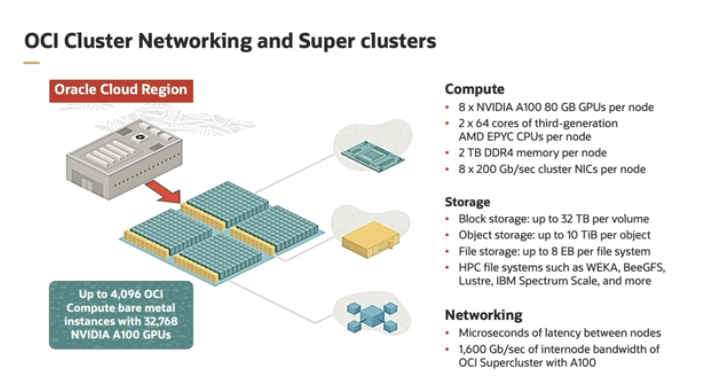 OCI Cluster Networking and Super clusters
Oracle Cloud Region
Up to 4,096 OCI
Compute bare metal
instances with 32,768
NVIDIA A100 GPUs
Compute
• 8 x NVIDIA A100 80 GB GPUs per node
• 2 x 64 cores of third-generation
AMD EPYC CPUs per node
• 2 TB DDR4 memory per node
• 8 x 200 Gb/sec cluster NICs per node
Storage
• Block storage: up to 32 TB per volume
• Object storage: up to 10 TiB per object
• File storage: up to 8 EB per file system
• HPC file systems such as WEKA, BeeGFS,
Lustre, IBM Spectrum Scale, and more
Networking
• Microseconds of latency between nodes
• 1,600 Gb/sec of internode bandwidth of
OCI Supercluster with A100